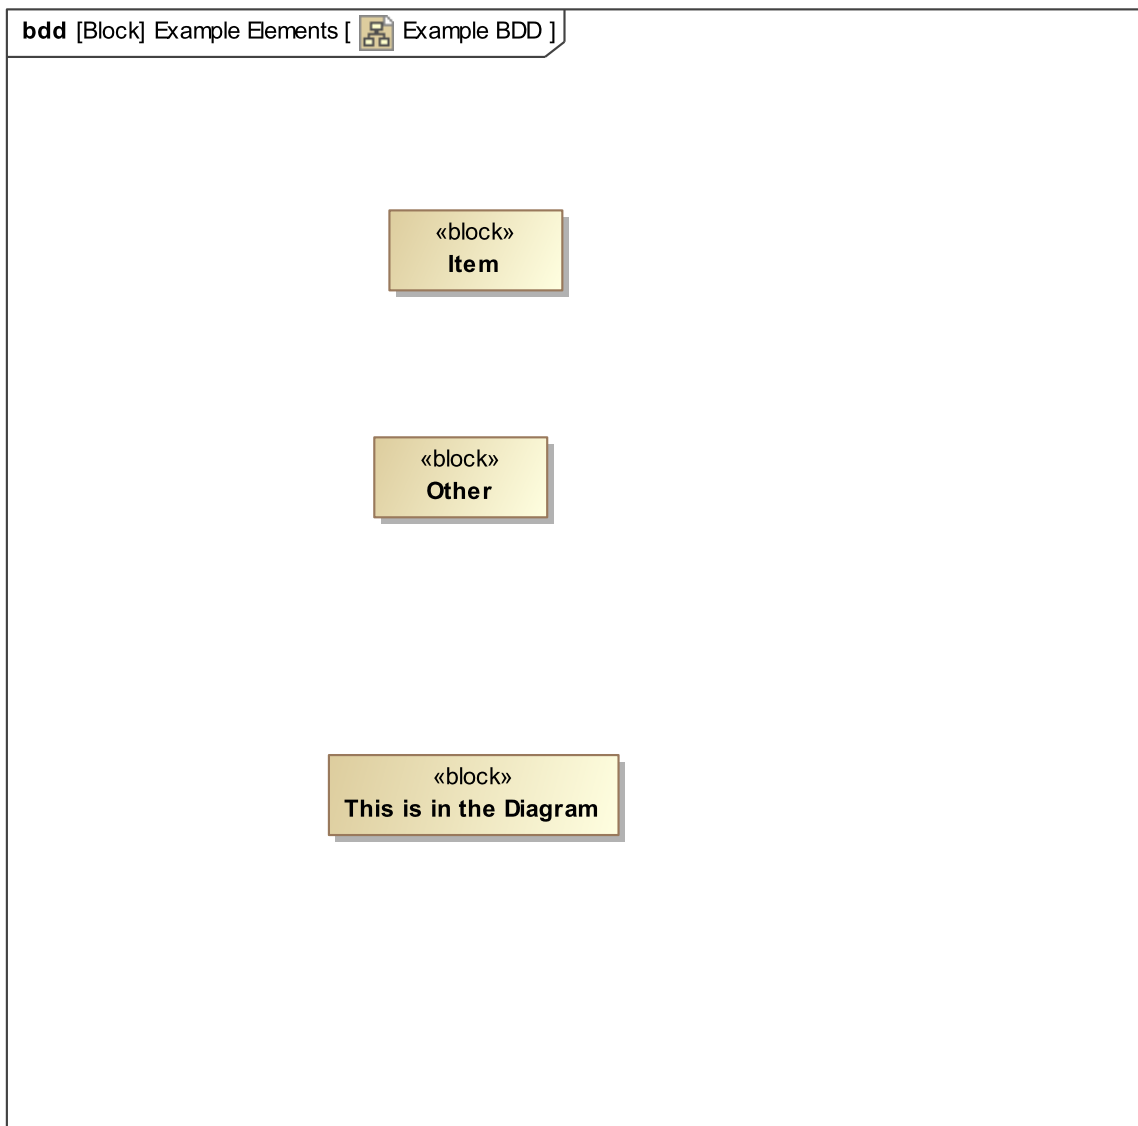 bdd [Block] Example Elements [ Example BDD ]
«block»
Item
«block»
Other
«block»
This is in the Diagram